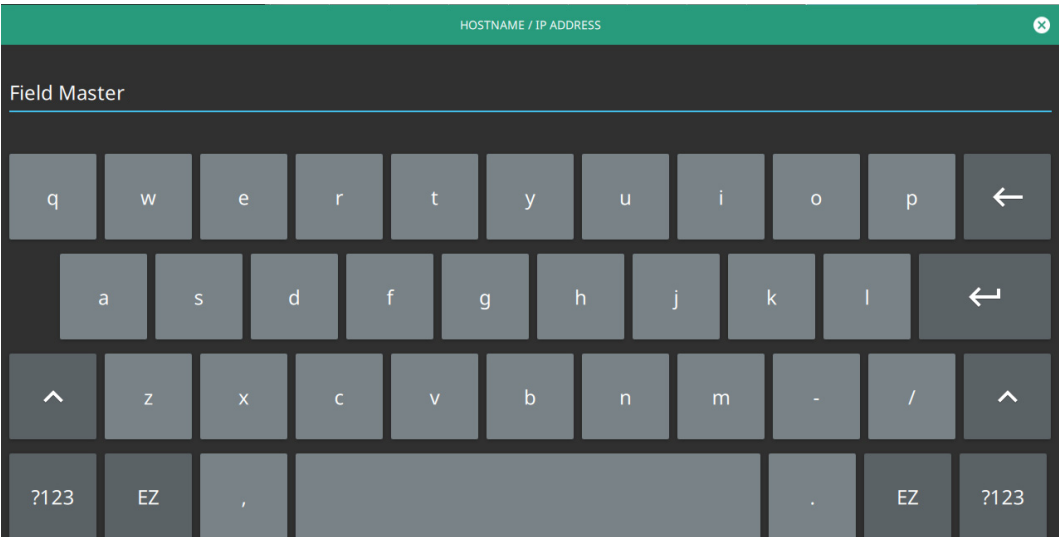 HOSTNAME / IP ADDRESS
Field Master
q w e r t y u i o p
a s d f g h j k l
z x c v b n m - /
?123 EZ , . EZ ?123